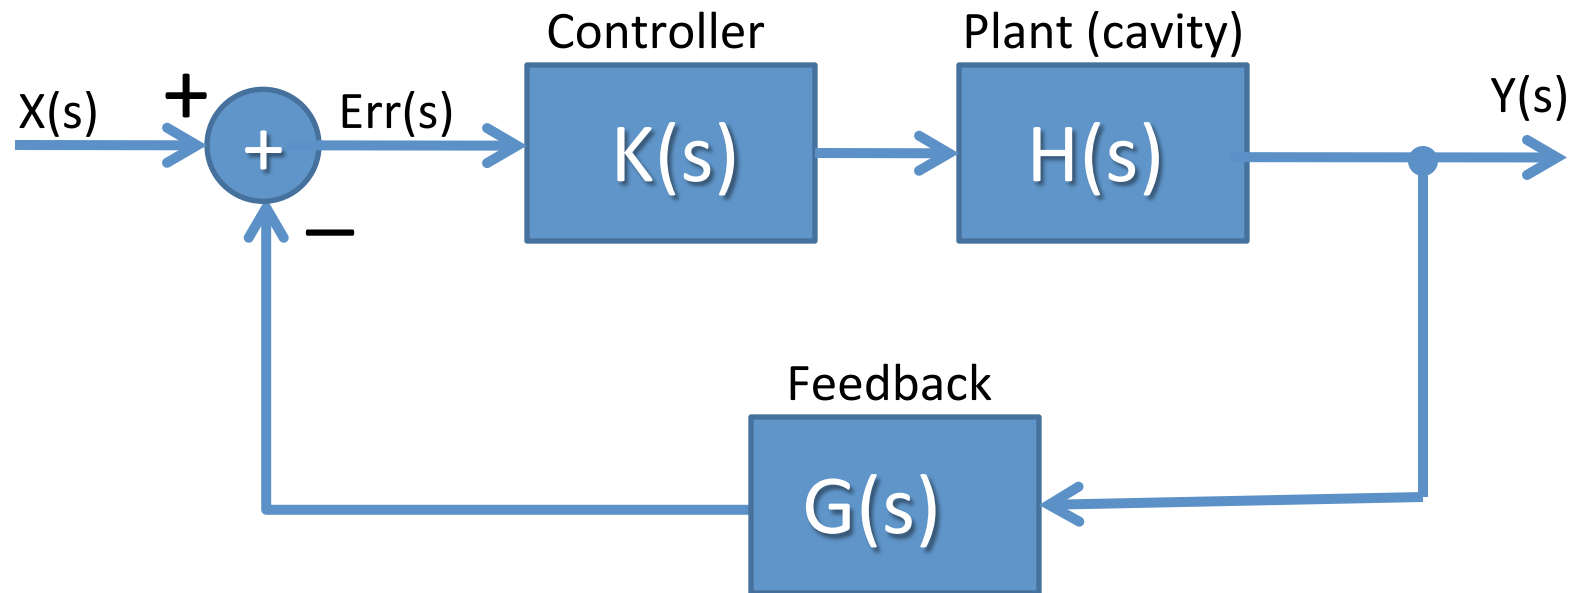 Controller
Plant (cavity)
X(s)
+
+
Err(s)
K(s)
H(s)
Y(s)
−
Feedback
G(s)